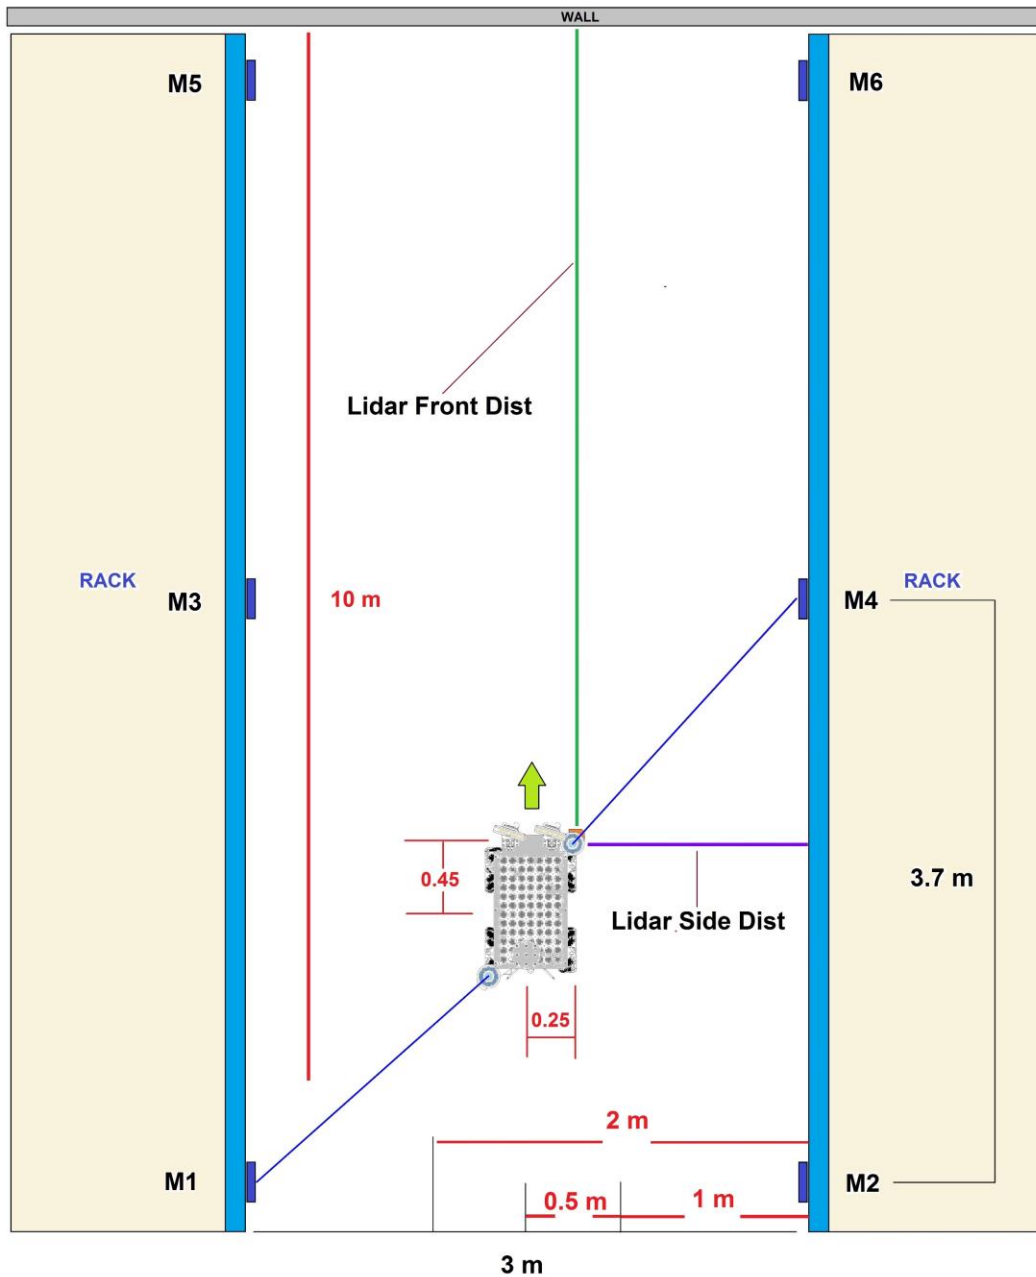 WALL
M5
M6
Lidar Front Dist
RACK
M3
10 m
M4
RACK
0.45
3.7 m
Lidar Side Dist
0.25
2 m
M1
M2
0.5 m
1 m
3 m